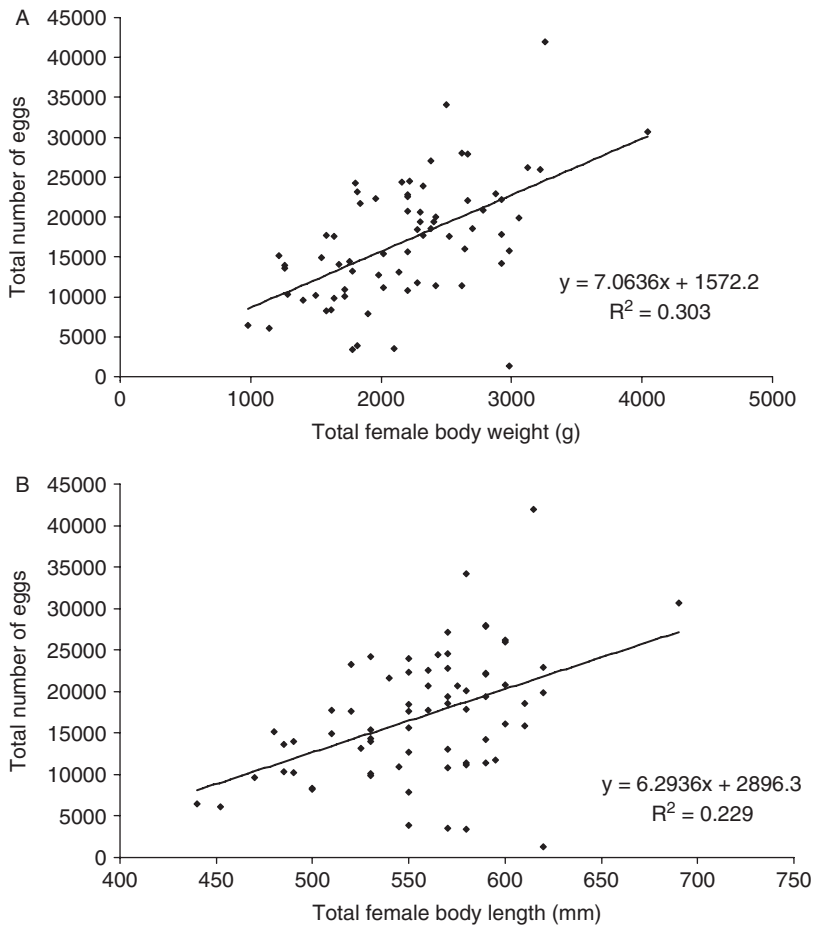 A
45000
40000
35000
30000
25000
20000
15000
10000
5000
0
Total number of eggs
y = 7.0636x + 1572.2
R² = 0.303
0 1000 2000 3000 4000 5000
Total female body weight (g)
B
45000
40000
35000
30000
25000
20000
15000
10000
5000
0
Total number of eggs
y = 6.2936x + 2896.3
R² = 0.229
400 450 500 550 600 650 700 750
Total female body length (mm)